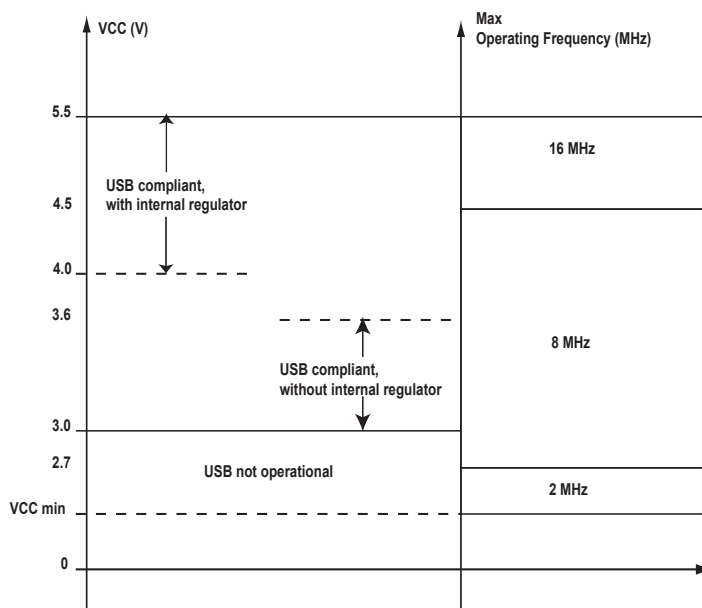 VCC (V)
Max
Operating Frequency (MHz)
5.5
16 MHz
USB compliant,
with internal regulator
4.5
4.0
3.6
8 MHz
USB compliant,
without internal regulator
3.0
2.7
USB not operational
2 MHz
VCC min
0